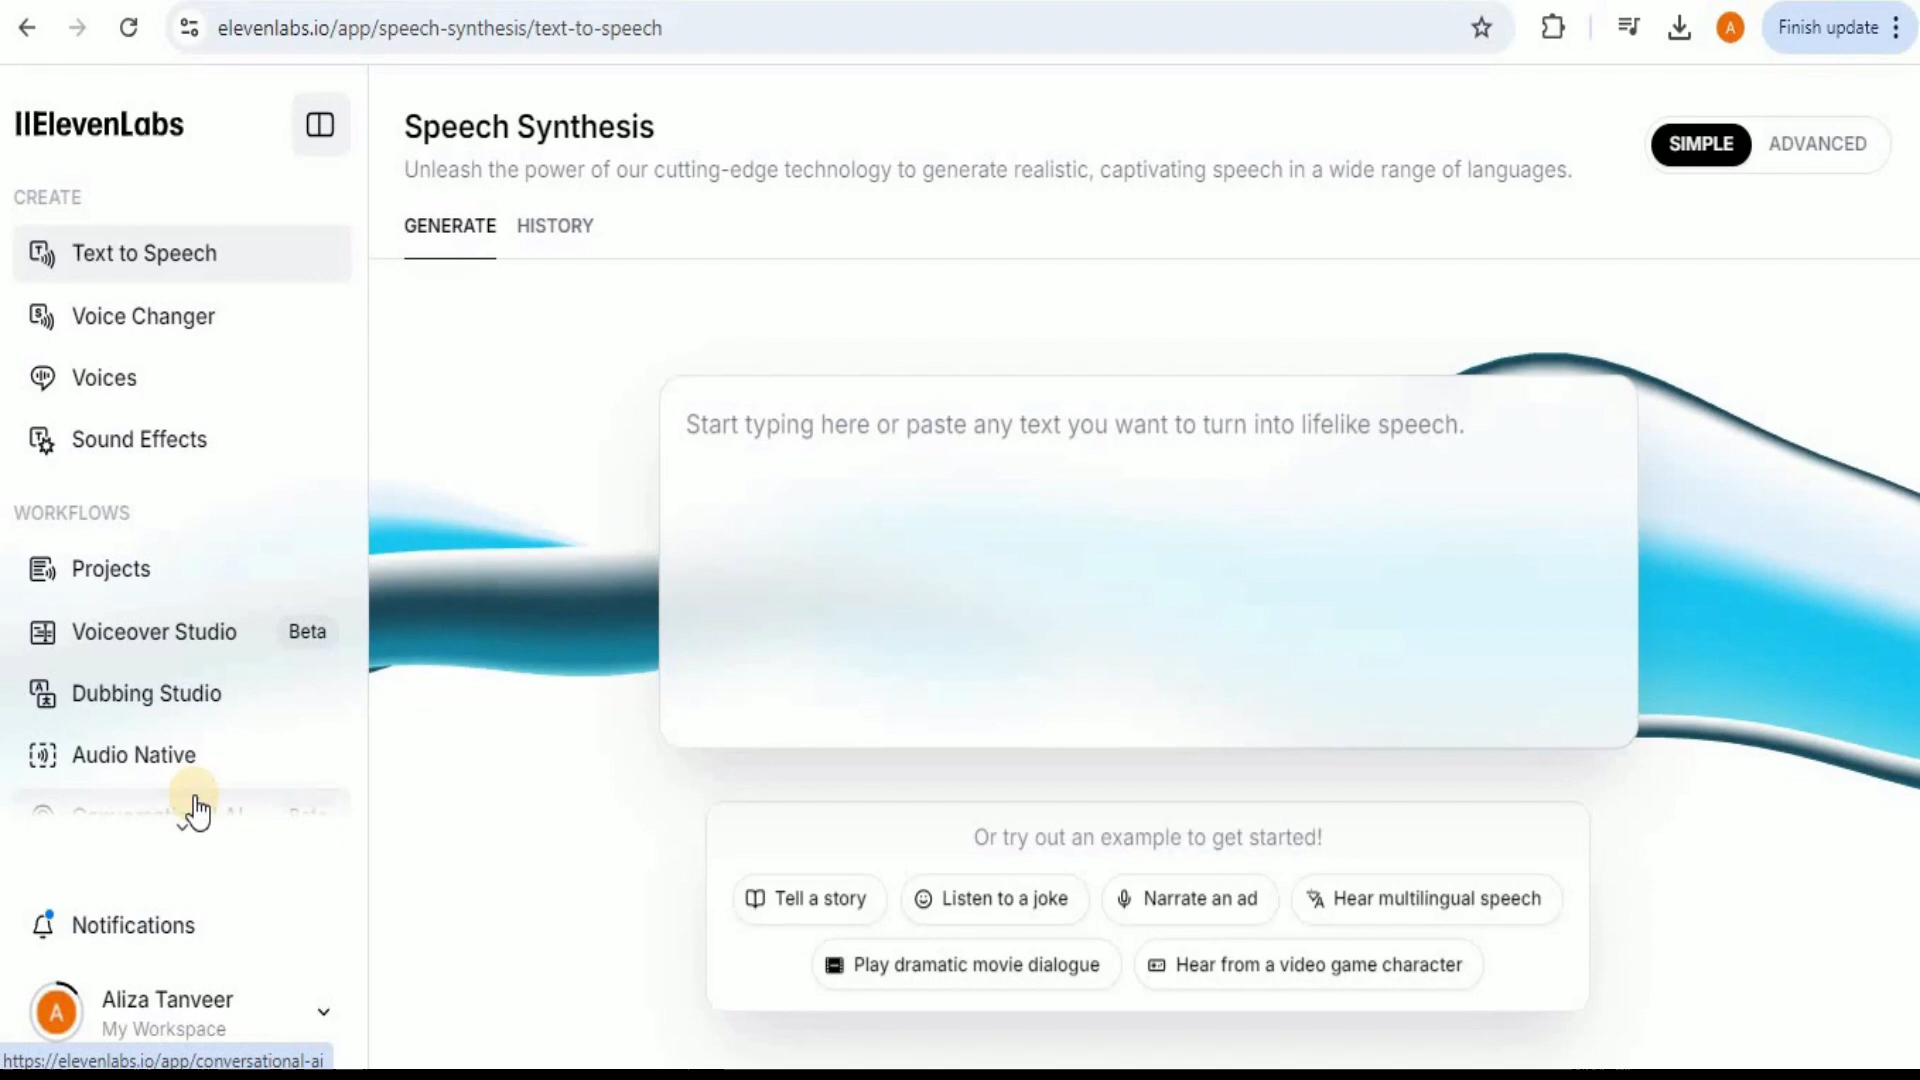 elevenlabs.io/app/speech-synthesis/text-to-speech
A
Finish update
IIElevenLabs
CREATE
Text to Speech
Voice Changer
Voices
Sound Effects
WORKFLOWS
Projects
Voiceover Studio Beta
Dubbing Studio
Audio Native
Notifications
A
Aliza Tanveer
My Workspace
https://elevenlabs.io/app/conversational-ai
Speech Synthesis
Unleash the power of our cutting-edge technology to generate realistic, captivating speech in a wide range of languages.
SIMPLE ADVANCED
GENERATE HISTORY
Start typing here or paste any text you want to turn into lifelike speech.
Or try out an example to get started!
Tell a story Listen to a joke Narrate an ad Hear multilingual speech
Play dramatic movie dialogue Hear from a video game character